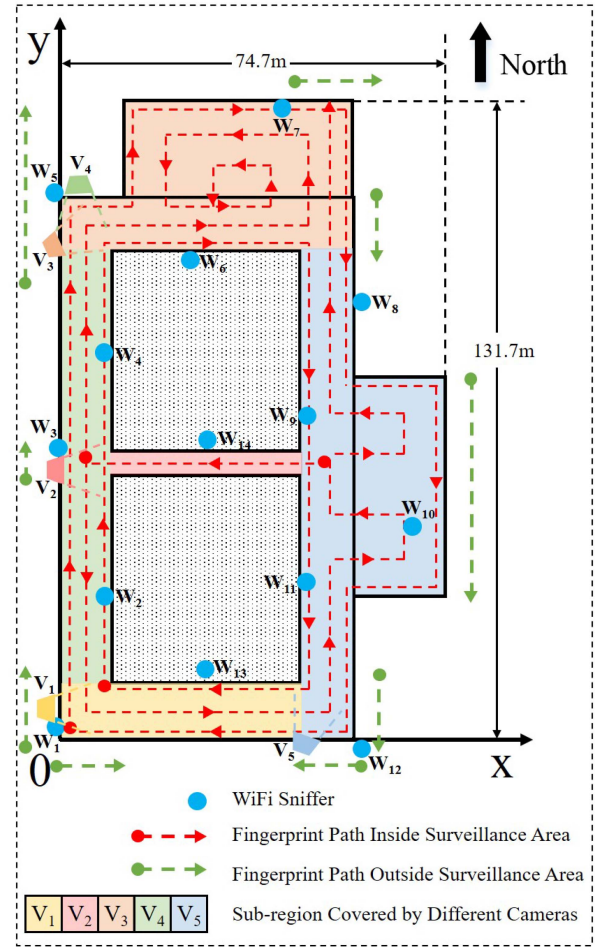 y
74.7m
North
W₇
W₅
V₄
V₃
W₆
W₈
131.7m
W₄
W₃
W₁₄
W₉
V₂
W₁₀
W₂
W₁₁
W₁₃
V₁
W₁
V₅
W₁₂
0
X
WiFi Sniffer
Fingerprint Path Inside Surveillance Area
Fingerprint Path Outside Surveillance Area
V₁ V₂ V₃ V₄ V₅ Sub-region Covered by Different Cameras